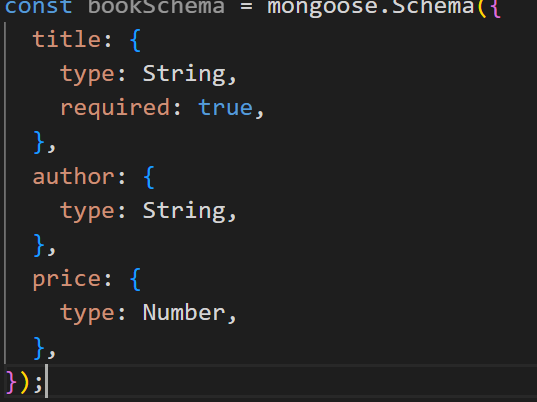 const bookSchema = mongoose.Schema({
  title: {
    type: String,
    required: true,
  },
  author: {
    type: String,
  },
  price: {
    type: Number,
  },
});